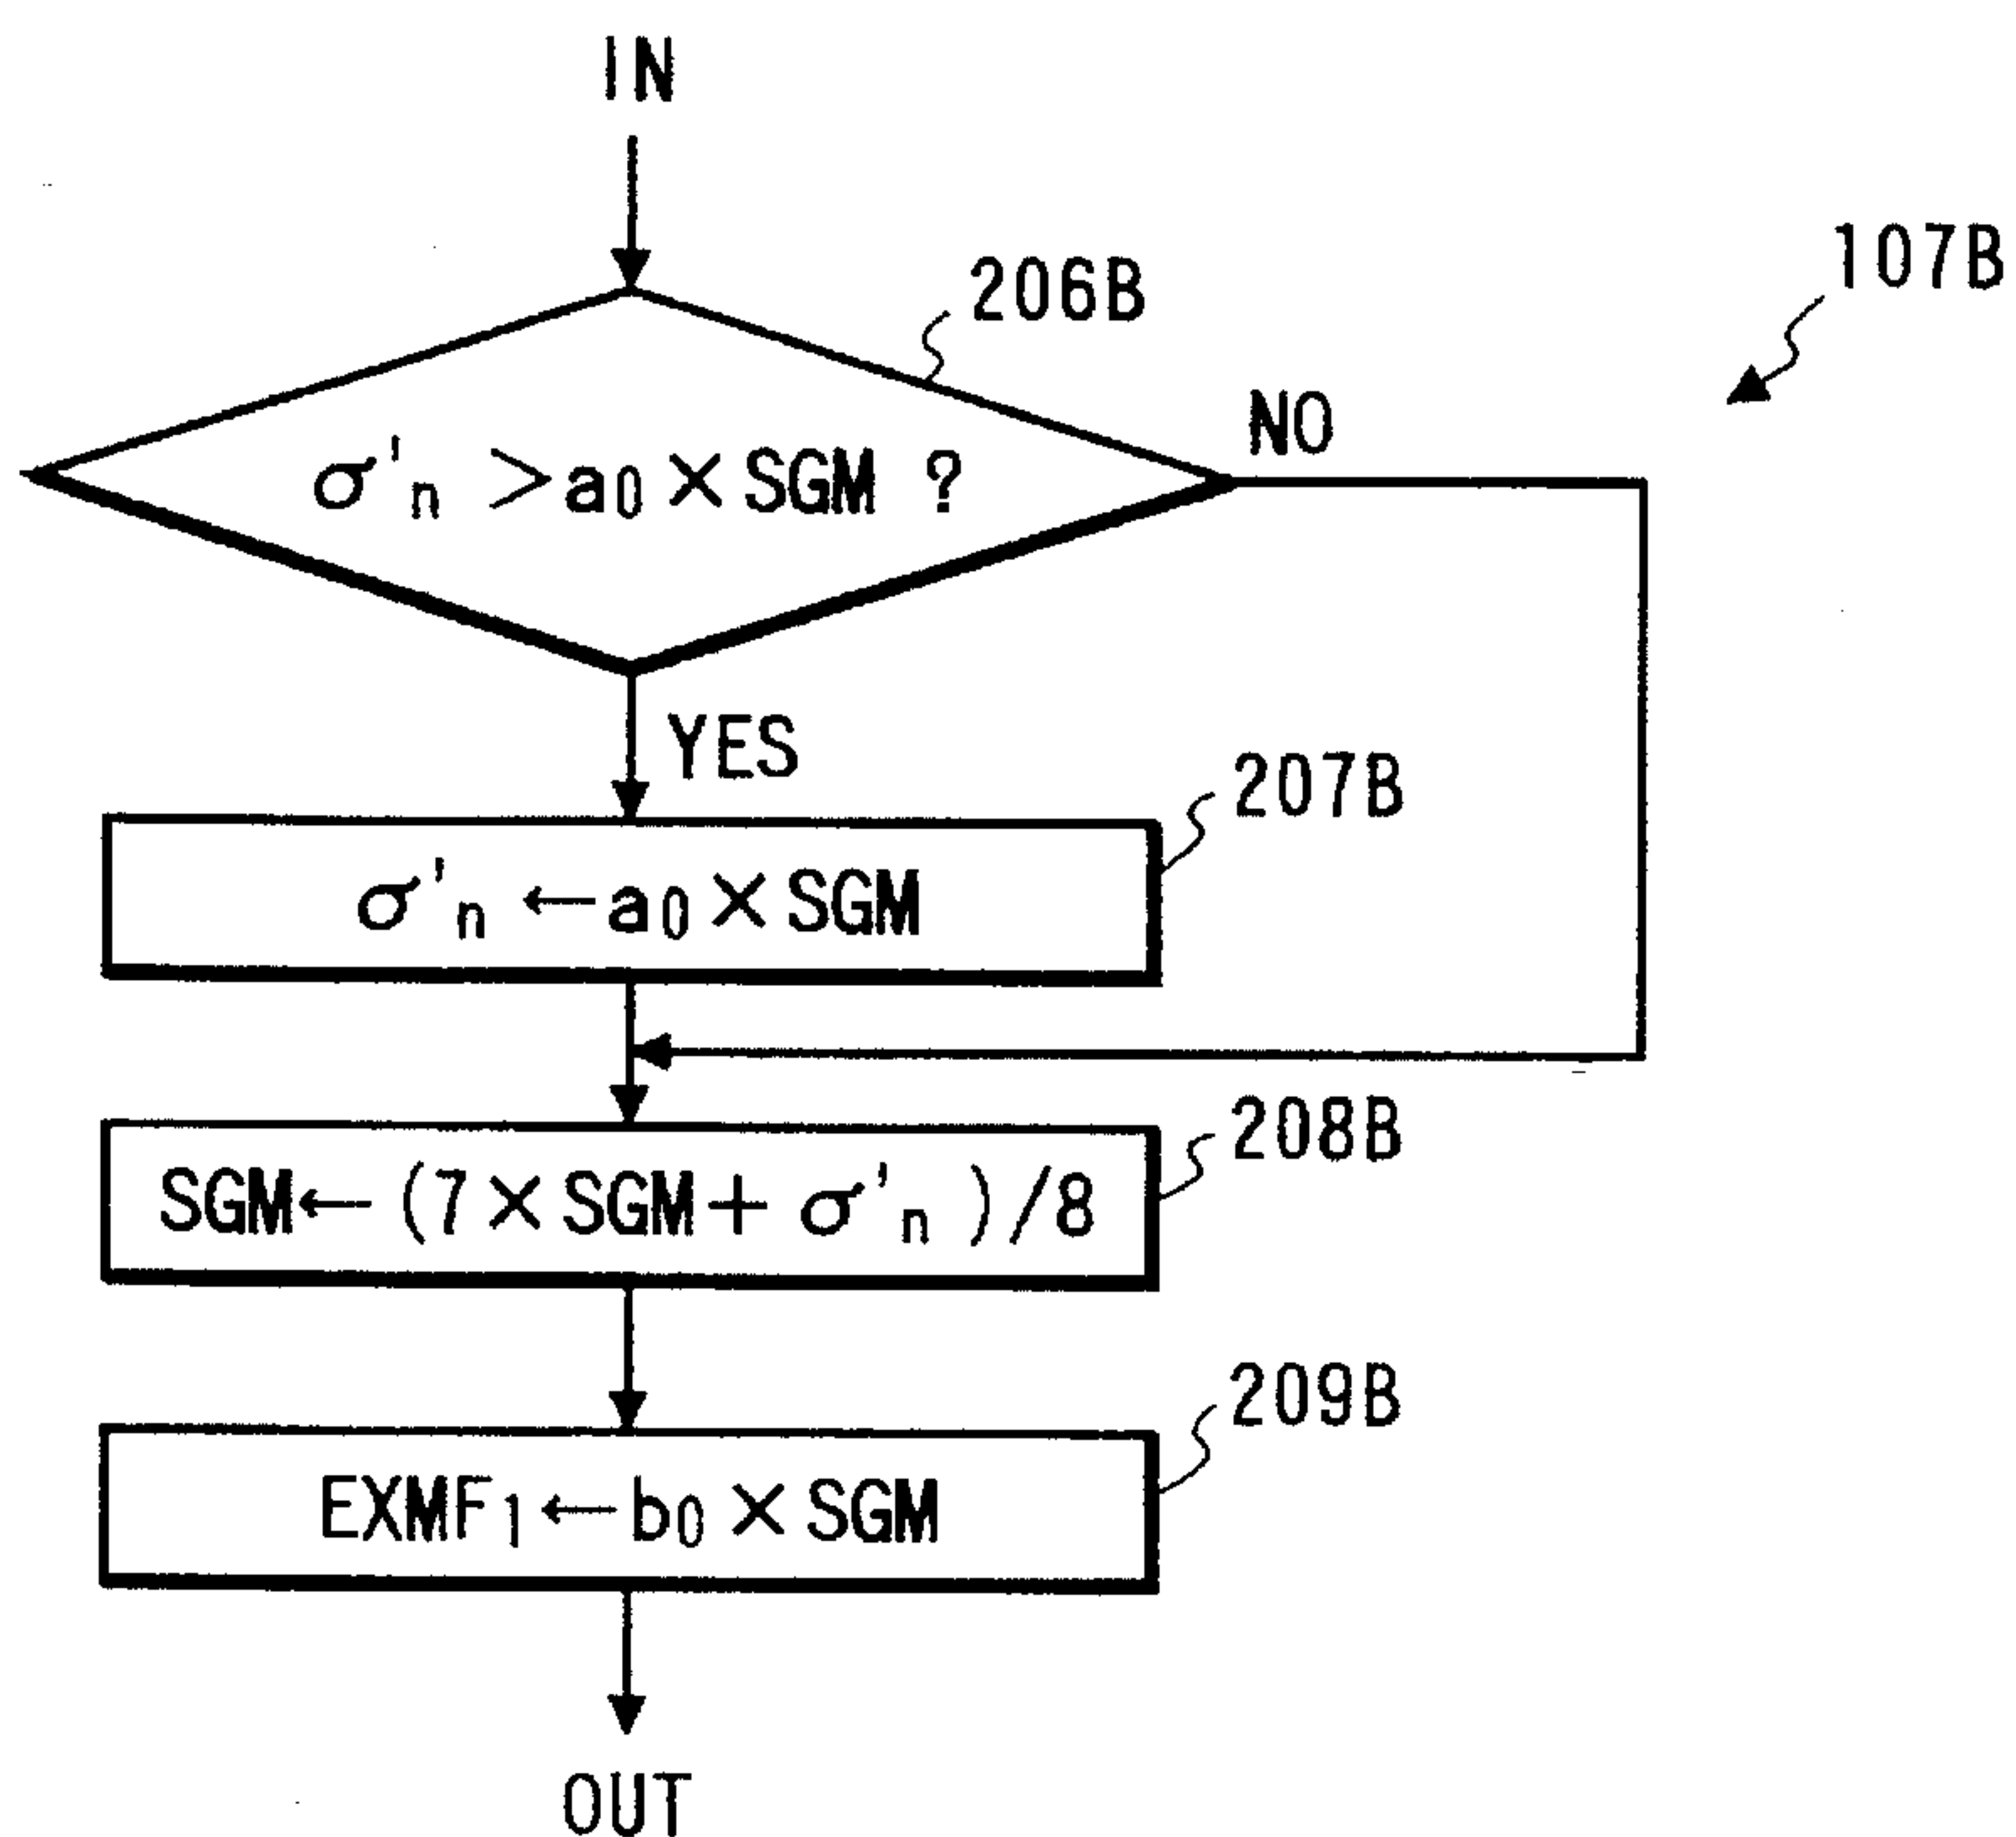 IN
206B
107B
σ'n > a0 × SGM ?
NO
YES
207B
σ'n ← a0 × SGM
208B
SGM ← (7 × SGM + σ'n)/8
209B
EXMF1 ← b0 × SGM
OUT